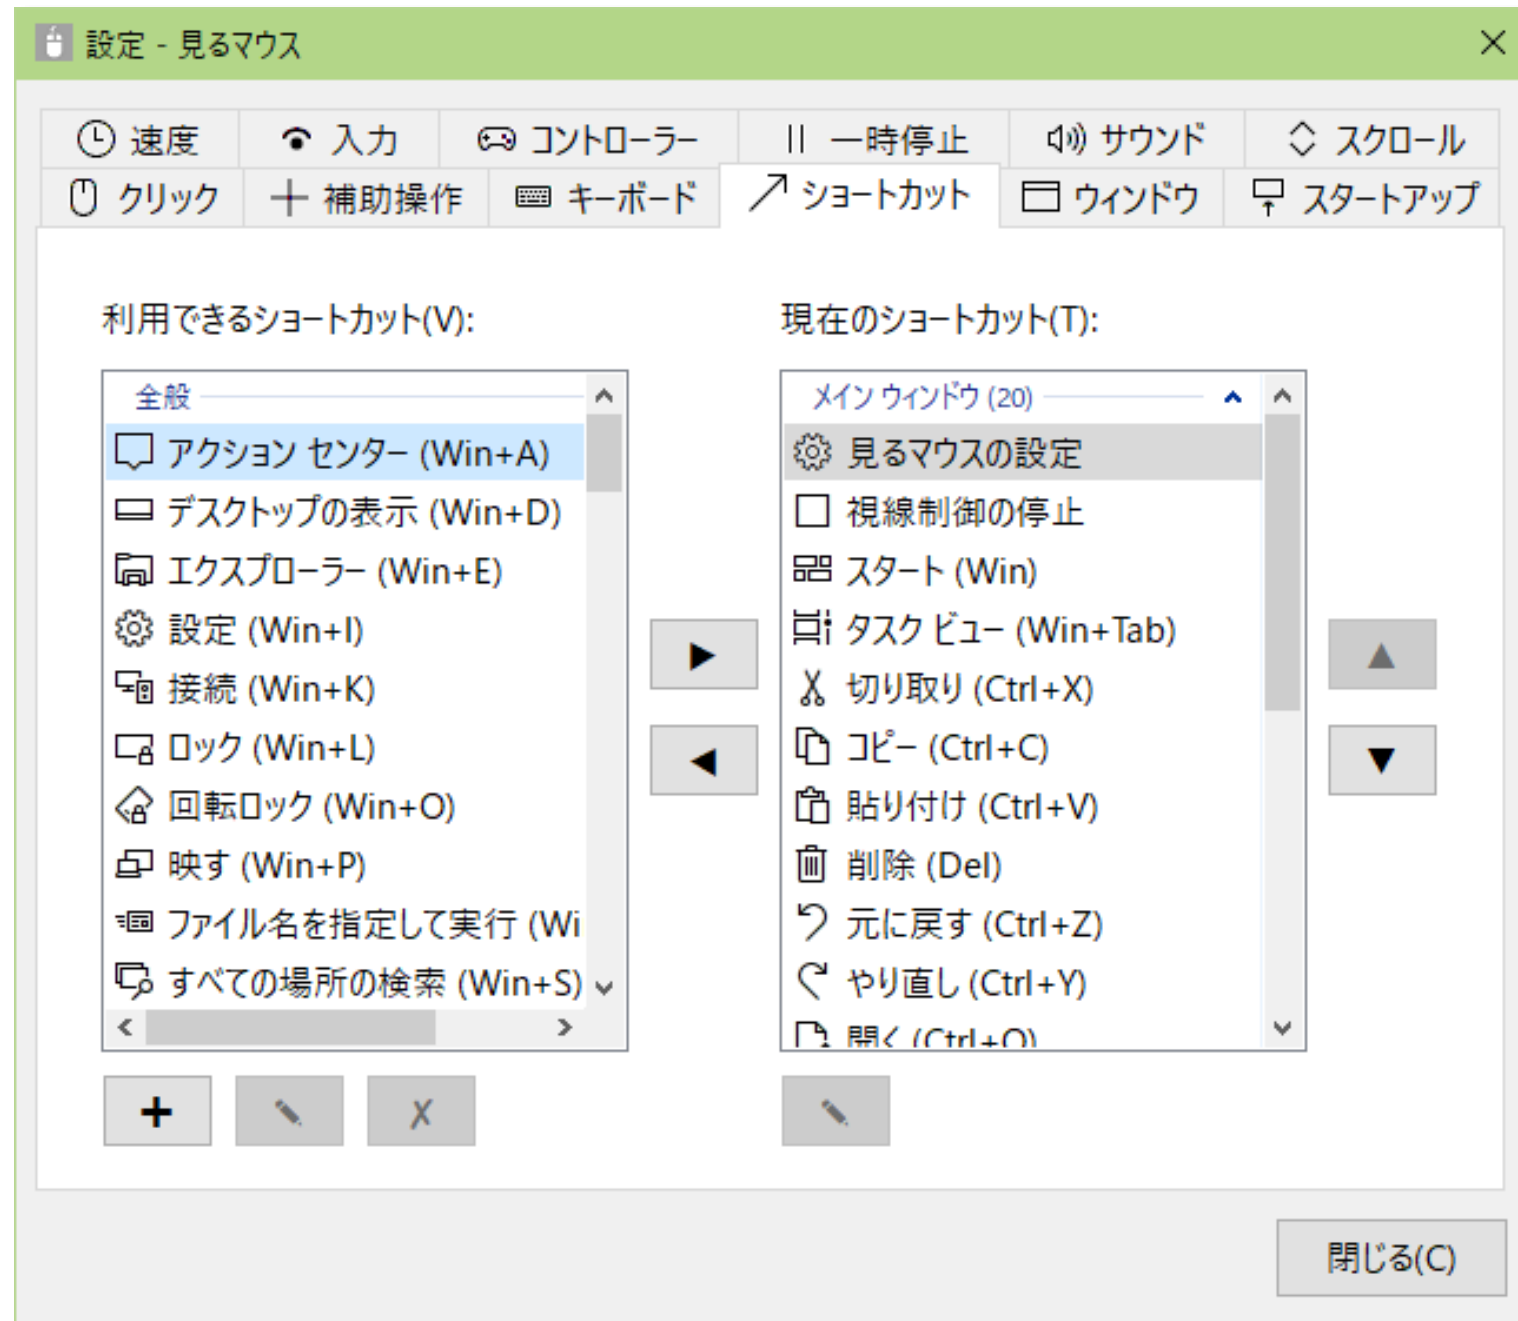 設定 - 見るマウス
速度 入力 コントローラー 一時停止 サウンド スクロール
クリック 補助操作 キーボード ショートカット ウィンドウ スタートアップ
利用できるショートカット(V):
全般
アクション センター (Win+A)
デスクトップの表示 (Win+D)
エクスプローラー (Win+E)
設定 (Win+I)
接続 (Win+K)
ロック (Win+L)
回転ロック (Win+O)
映す (Win+P)
ファイル名を指定して実行 (Wi
すべての場所の検索 (Win+S)
現在のショートカット(T):
メイン ウィンドウ (20)
見るマウスの設定
視線制御の停止
スタート (Win)
タスク ビュー (Win+Tab)
切り取り (Ctrl+X)
コピー (Ctrl+C)
貼り付け (Ctrl+V)
削除 (Del)
元に戻す (Ctrl+Z)
やり直し (Ctrl+Y)
開く (Ctrl+O)
閉じる(C)